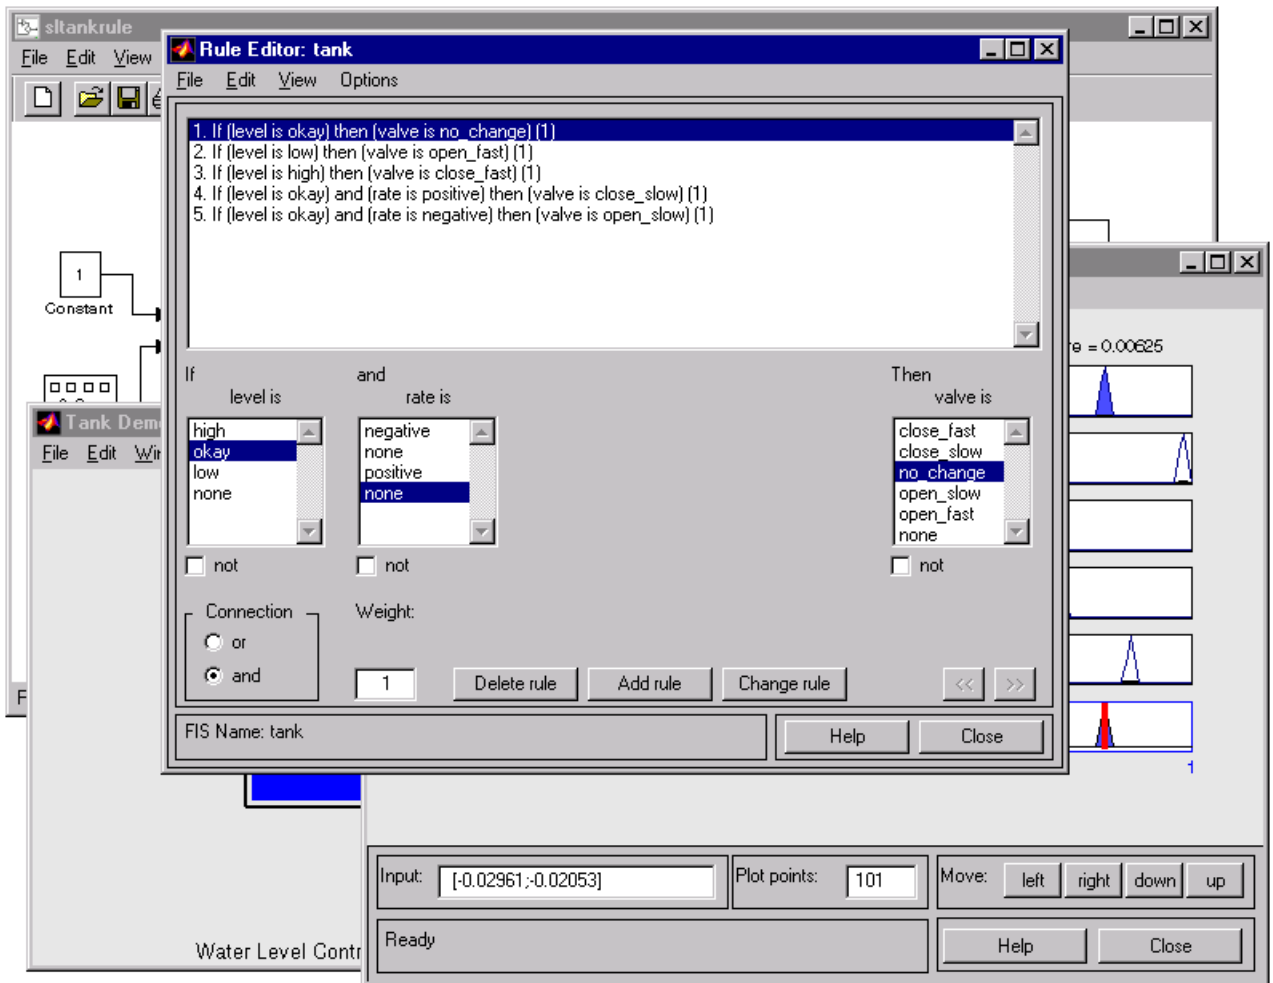 sltankrule
File Edit View
Rule Editor: tank
File Edit View Options
1. If (level is okay) then (valve is no_change) (1)
2. If (level is low) then (valve is open_fast) (1)
3. If (level is high) then (valve is close_fast) (1)
4. If (level is okay) and (rate is positive) then (valve is close_slow) (1)
5. If (level is okay) and (rate is negative) then (valve is open_slow) (1)
1
Constant
= 0.00625
If and Then
level is rate is valve is
high negative close_fast
okay none close_slow
low positive no_change
none none open_slow
open_fast
none
not not not
Tank Dem
File Edit Wi
Connection Weight:
or
and 1 Delete rule Add rule Change rule << >>
FIS Name: tank Help Close
1
Input: [-0.02961;-0.02053] Plot points: 101 Move: left right down up
Ready Help Close
Water Level Contr